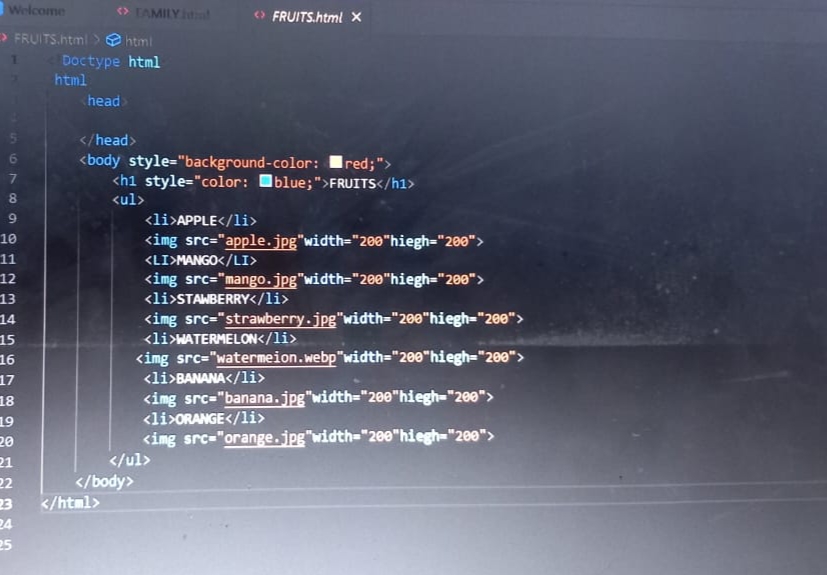 Welcome <> FAMILY.html <> FRUITS.html ×
<> FRUITS.html > html
1 <!Doctype html
2 html
<head>
5 </head>
6 <body style="background-color: red;">
7 <h1 style="color: blue;">FRUITS</h1>
8 <ul>
9 <li>APPLE</li>
10 <img src="apple.jpg"width="200"hiegh="200">
11 <LI>MANGO</LI>
12 <img src="mango.jpg"width="200"hiegh="200">
13 <li>STAWBERRY</li>
14 <img src="strawberry.jpg"width="200"hiegh="200">
15 <li>WATERMELON</li>
16 <img src="watermeion.webp"width="200"hiegh="200">
17 <li>BANANA</li>
18 <img src="banana.jpg"width="200"hiegh="200">
19 <li>ORANGE</li>
20 <img src="orange.jpg"width="200"hiegh="200">
21 </ul>
22 </body>
23 </html>
24
25